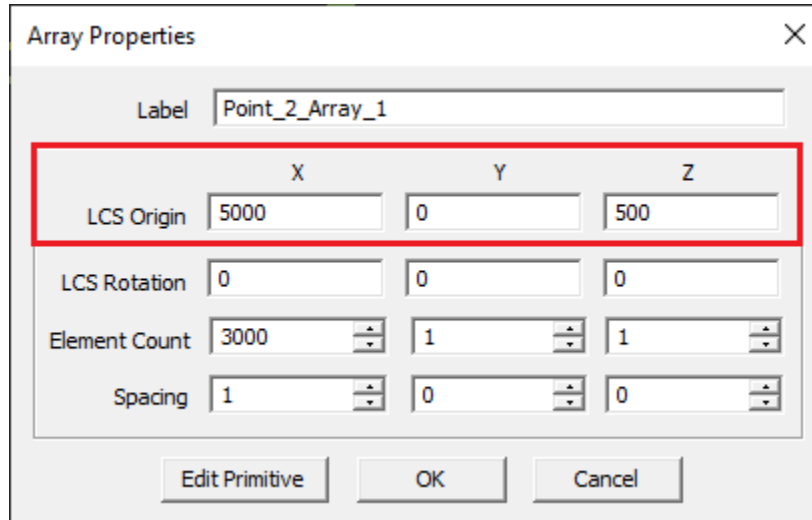 Array Properties
Label Point_2_Array_1
X Y Z
LCS Origin 5000 0 500
LCS Rotation 0 0 0
Element Count 3000 1 1
Spacing 1 0 0
Edit Primitive OK Cancel